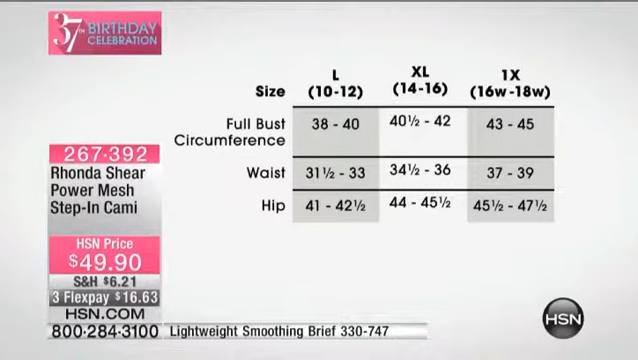 37TH BIRTHDAY
CELEBRATION
Size L (10-12) XL (14-16) 1X (16w-18w)
Full Bust Circumference 38 - 40 40½ - 42 43 - 45
Waist 31½ - 33 34½ - 36 37 - 39
Hip 41 - 42½ 44 - 45½ 45½ - 47½
267-392
Rhonda Shear
Power Mesh
Step-In Cami
HSN Price
$49.90
S&H $6.21
3 Flexpay $16.63
HSN.COM
800-284-3100 Lightweight Smoothing Brief 330-747
HSN